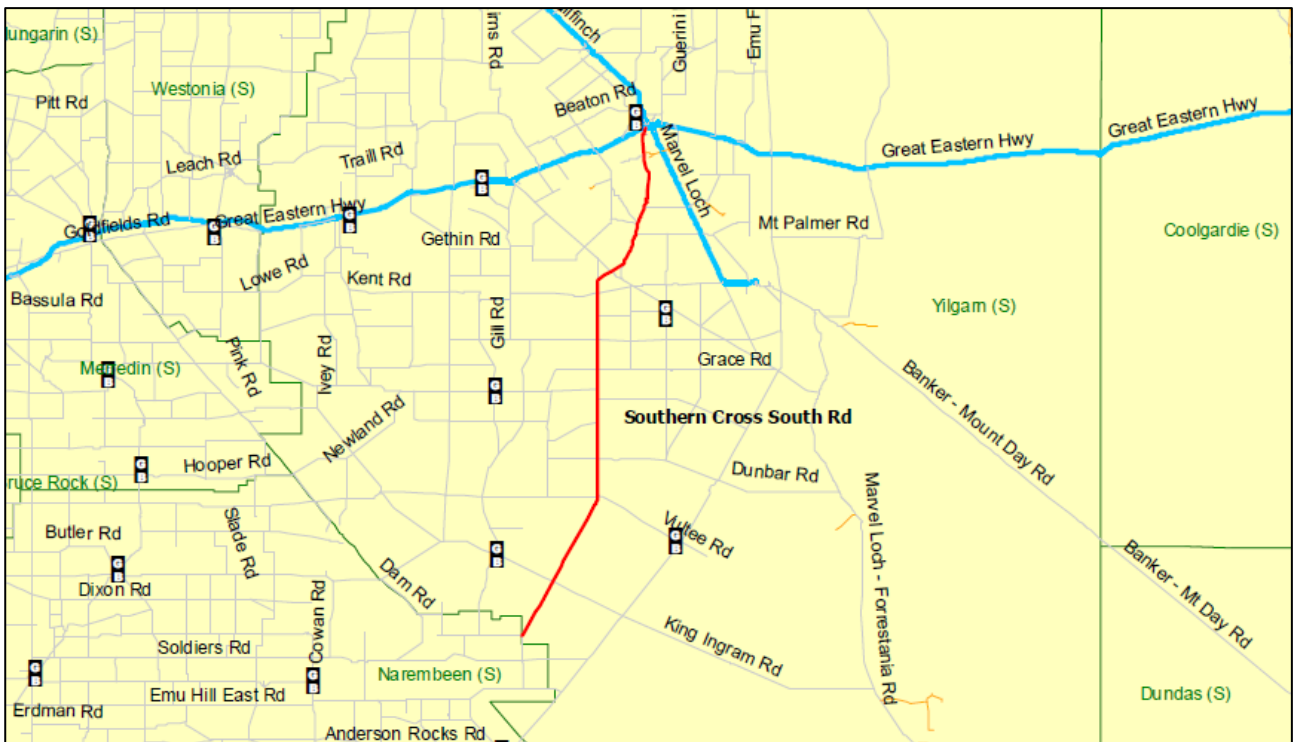 ungarin (S)
Westonia (S)
Pitt Rd
Leach Rd
Traill Rd
Beaton Rd
Guerini
Emu F
Marvel Loch
Great Eastern Hwy
Great Eastern Hwy
Goldfields Rd
Great Eastern Hwy
Gethin Rd
Mt Palmer Rd
Coolgardie (S)
Lowe Rd
Kent Rd
Bassula Rd
Gill Rd
Yilgarn (S)
Pink Rd
Ivey Rd
Merredin (S)
Grace Rd
Banker - Mount Day Rd
Newland Rd
Southern Cross South Rd
Hooper Rd
Dunbar Rd
ruce Rock (S)
Marvel Loch - Forrestania Rd
Butler Rd
Slade Rd
Vultee Rd
Dixon Rd
Dam Rd
Banker - Mt Day Rd
Cowan Rd
Soldiers Rd
King Ingram Rd
Narembeen (S)
Emu Hill East Rd
Dundas (S)
Erdman Rd
Anderson Rocks Rd